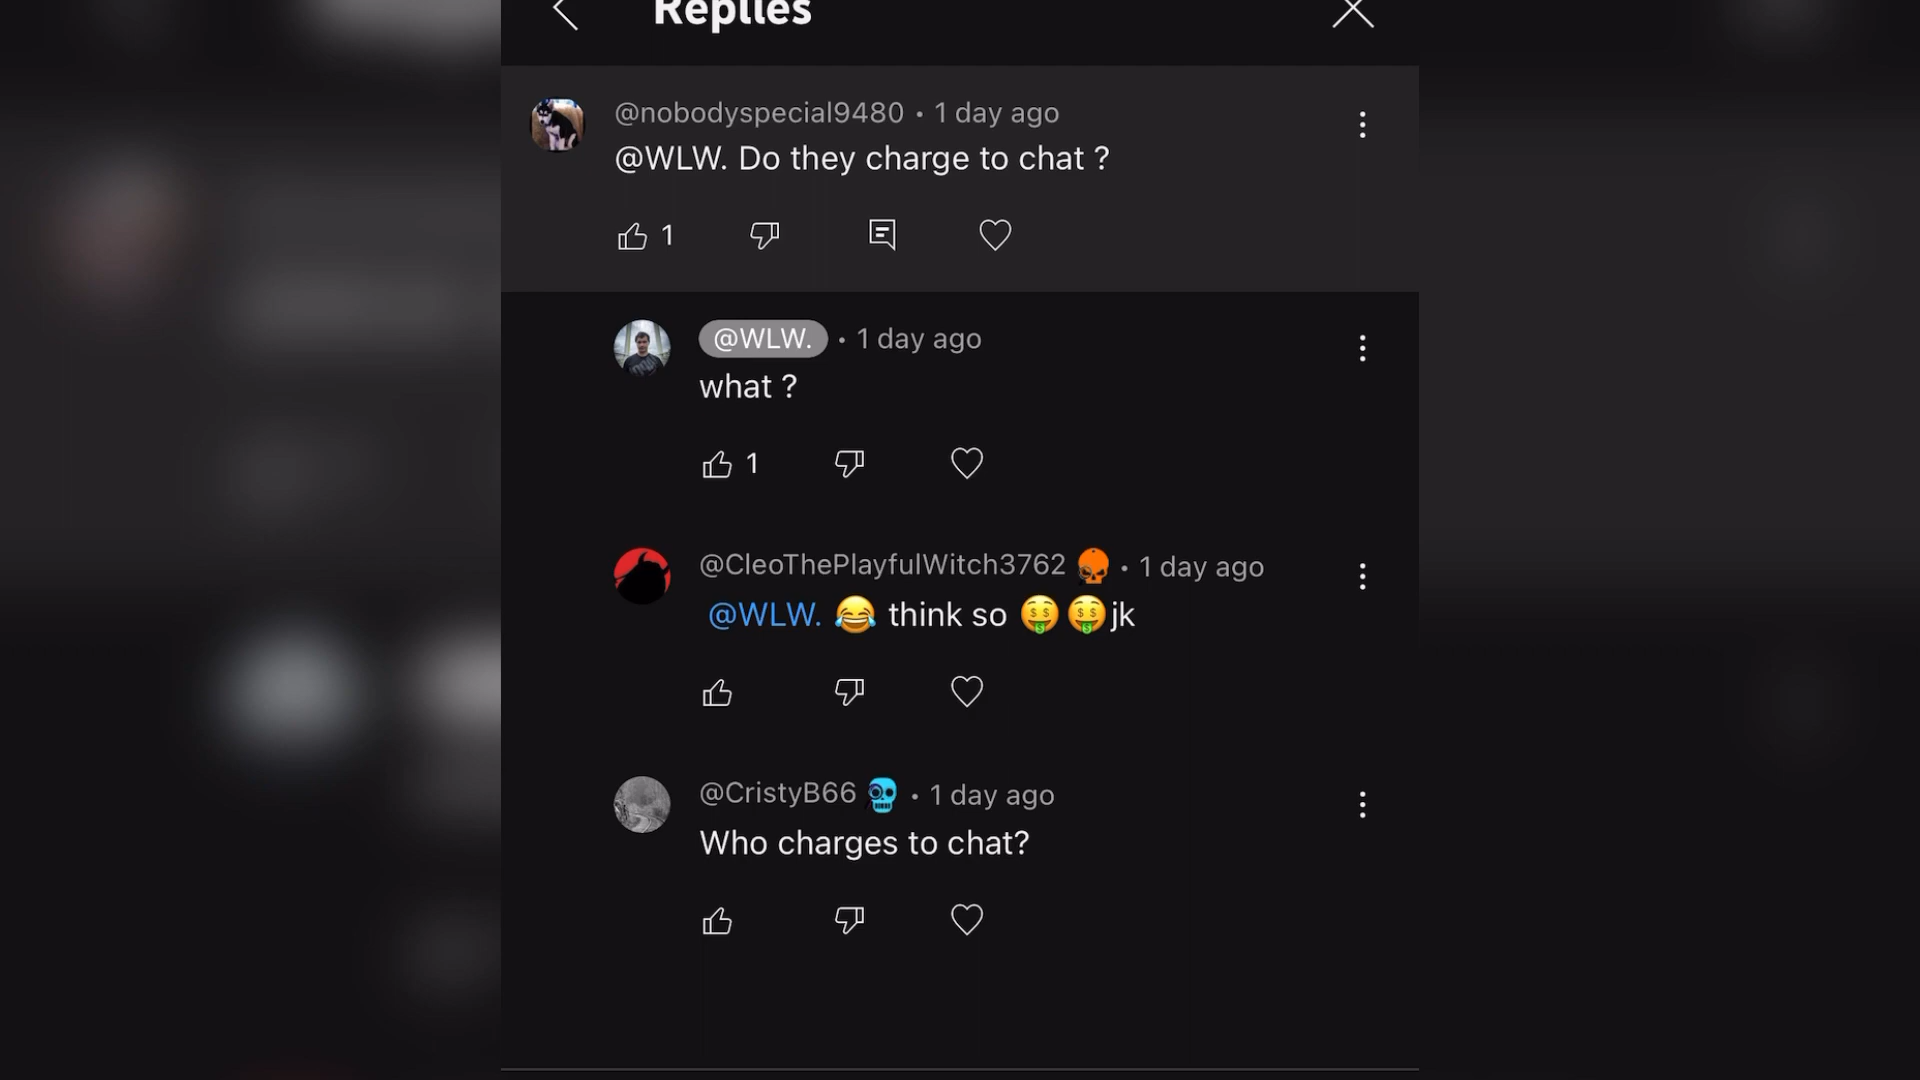 Replies
@nobodyspecial9480 • 1 day ago
@WLW. Do they charge to chat ?
1
@WLW. • 1 day ago
what ?
1
@CleoThePlayfulWitch3762 • 1 day ago
@WLW. 😂 think so 🤑🤑jk
@CristyB66 • 1 day ago
Who charges to chat?